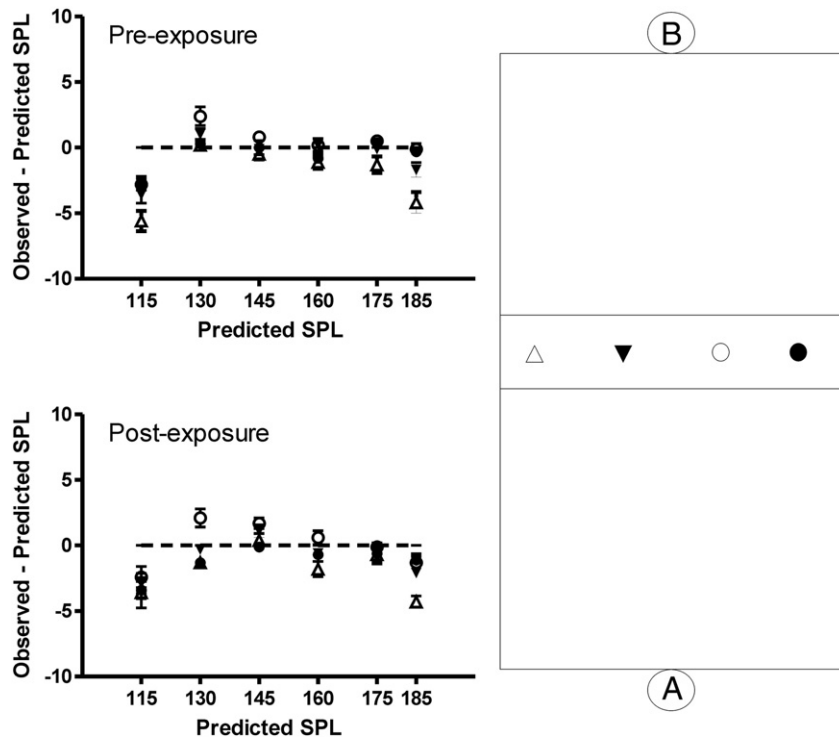 10
Pre-exposure
5
0
-5
-10
Observed - Predicted SPL
115 130 145 160 175 185
Predicted SPL
B
10
Post-exposure
5
0
-5
-10
Observed - Predicted SPL
115 130 145 160 175 185
Predicted SPL
A